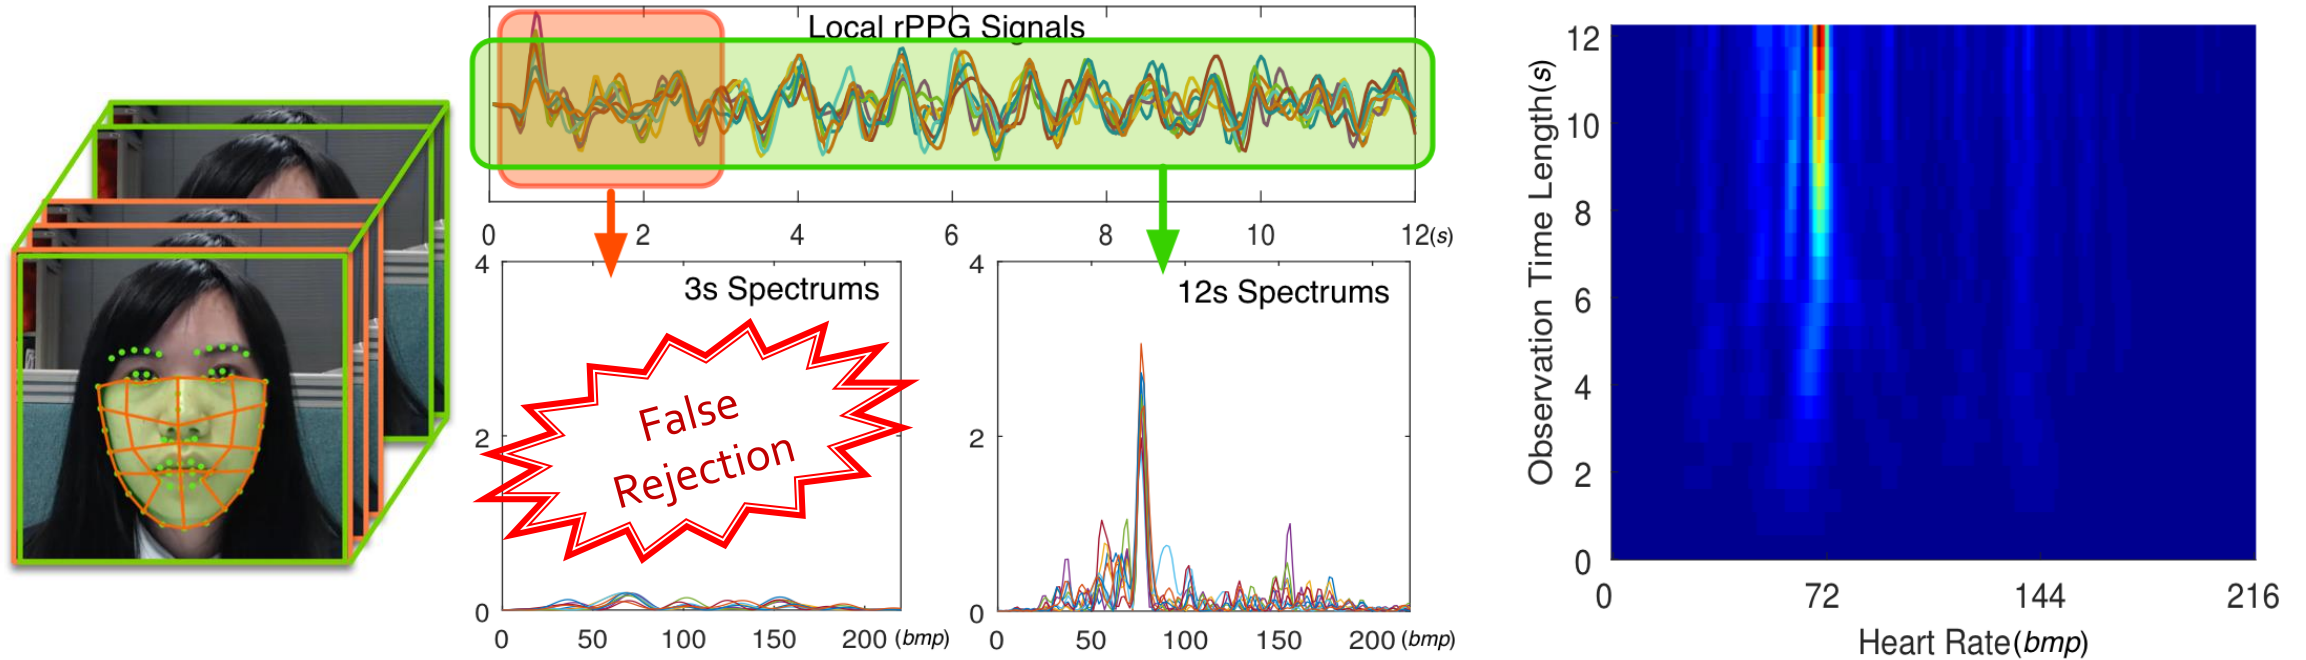 Local rPPG Signals
0 2 4 6 8 10 12(s)
4
2
0
3s Spectrums
False
Rejection
0 50 100 150 200 (bmp)
4
2
0
12s Spectrums
0 50 100 150 200 (bmp)
Observation Time Length(s)
12
10
8
6
4
2
0
0 72 144 216
Heart Rate(bmp)